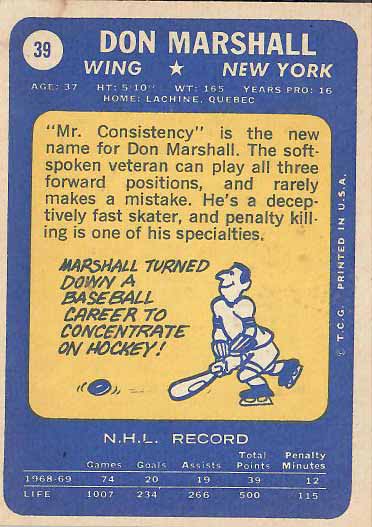 39
DON MARSHALL
WING ★ NEW YORK
AGE: 37 HT: 5'10" WT: 165 YEARS PRO: 16
HOME: LACHINE, QUEBEC
"Mr. Consistency" is the new
name for Don Marshall. The soft-
spoken veteran can play all three
forward positions, and rarely
makes a mistake. He's a decep-
tively fast skater, and penalty kill-
ing is one of his specialties.
MARSHALL TURNED
DOWN A
BASEBALL
CAREER TO
CONCENTRATE
ON HOCKEY!
© T.C.G. PRINTED IN U.S.A.
N.H.L. RECORD
Games Goals Assists Total Points Penalty Minutes
1968-69 74 20 19 39 12
LIFE 1007 234 266 500 115